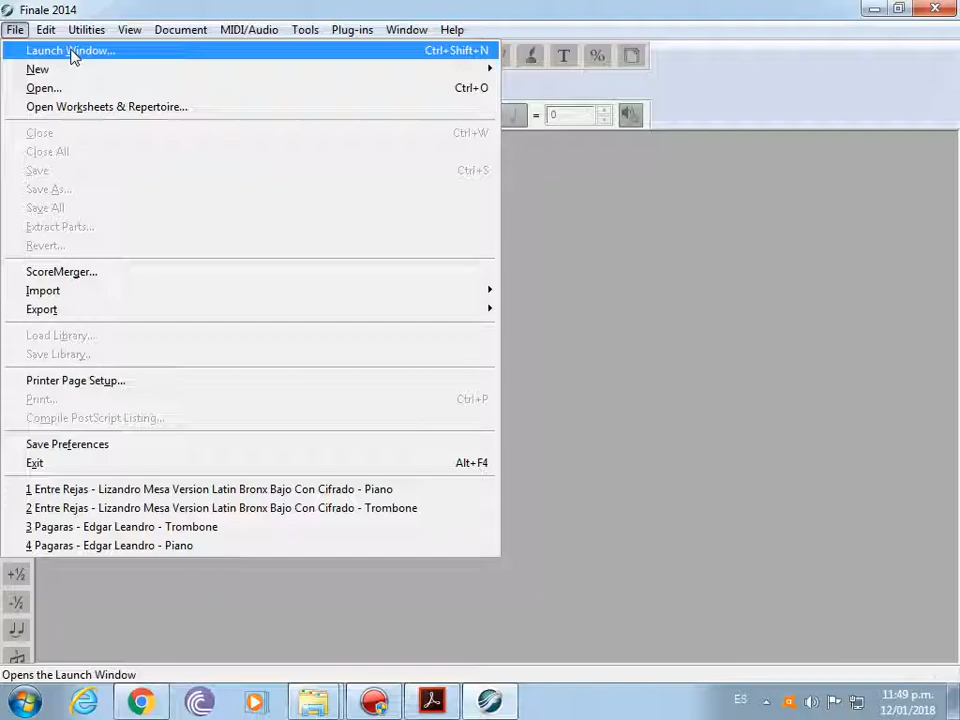 Finale 2014
File Edit Utilities View Document MIDI/Audio Tools Plug-ins Window Help
Launch Window... Ctrl+Shift+N
New
Open... Ctrl+O
Open Worksheets & Repertoire...
Close Ctrl+W
Close All
Save Ctrl+S
Save As...
Save All
Extract Parts...
Revert...
ScoreMerger...
Import
Export
Load Library...
Save Library..
Printer Page Setup...
Print... Ctrl+P
Compile PostScript Listing...
Save Preferences
Exit Alt+F4
1 Entre Rejas - Lizandro Mesa Version Latin Bronx Bajo Con Cifrado - Piano
2 Entre Rejas - Lizandro Mesa Version Latin Bronx Bajo Con Cifrado - Trombone
3 Pagaras - Edgar Leandro - Trombone
4 Pagaras - Edgar Leandro - Piano
T %
= 0
+½
-½
Opens the Launch Window
ES
11:49 p.m.
12/01/2018